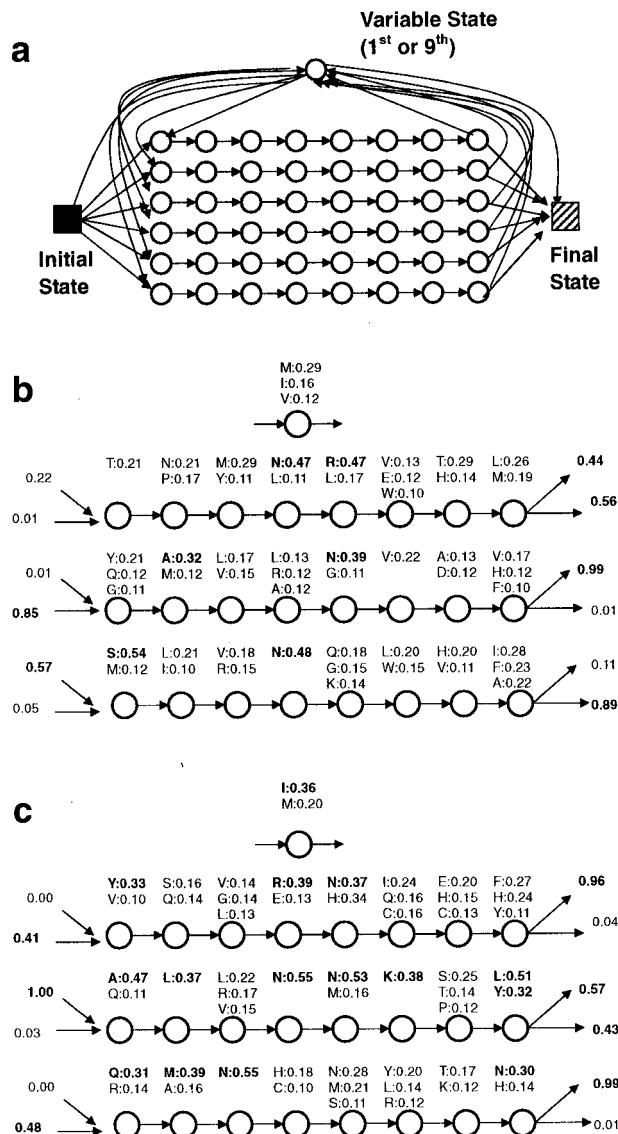 Variable State
(1st or 9th)
a
Initial
State
Final
State
b
M:0.29
I:0.16
V:0.12
T:0.21 N:0.21 M:0.29 N:0.47 R:0.47 V:0.13 T:0.29 L:0.26 0.44
P:0.17 Y:0.11 L:0.11 L:0.17 E:0.12 H:0.14 M:0.19
0.22 W:0.10
0.01 0.56
Y:0.21 A:0.32 L:0.17 L:0.13 N:0.39 V:0.22 A:0.13 V:0.17
0.01 Q:0.12 M:0.12 V:0.15 R:0.12 G:0.11 D:0.12 H:0.12 0.99
G:0.11 A:0.12 F:0.10
0.85 0.01
S:0.54 L:0.21 V:0.18 N:0.48 Q:0.18 L:0.20 H:0.20 I:0.28
0.57 M:0.12 I:0.10 R:0.15 G:0.15 W:0.15 V:0.11 F:0.23 0.11
K:0.14 A:0.22
0.05 0.89
c
I:0.36
M:0.20
Y:0.33 S:0.16 V:0.14 R:0.39 N:0.37 I:0.24 E:0.20 F:0.27 0.96
0.00 V:0.10 Q:0.14 G:0.14 E:0.13 H:0.34 Q:0.16 H:0.15 H:0.24
L:0.13 C:0.16 C:0.13 Y:0.11
0.41 0.04
A:0.47 L:0.37 L:0.22 N:0.55 N:0.53 K:0.38 S:0.25 L:0.51
1.00 Q:0.11 R:0.17 M:0.16 T:0.14 Y:0.32 0.57
V:0.15 P:0.12
0.03 0.43
Q:0.31 M:0.39 N:0.55 H:0.18 N:0.28 Y:0.20 T:0.17 N:0.30
0.00 R:0.14 A:0.16 C:0.10 M:0.21 L:0.14 K:0.12 H:0.14 0.99
S:0.11 R:0.12
0.48 0.01